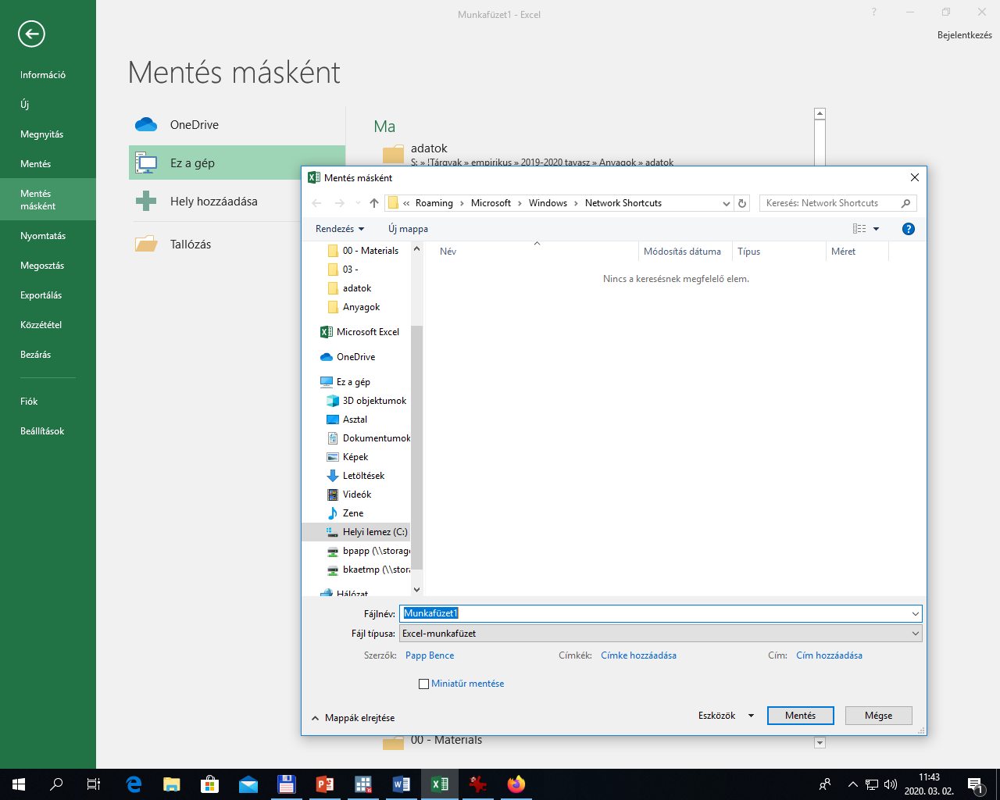 Munkafüzet1 - Excel
?
Bejelentkezés
Információ
Új
Megnyitás
Mentés
Mentés
másként
Nyomtatás
Megosztás
Exportálás
Közzététel
Bezárás
Fiók
Beállítások
Mentés másként
OneDrive
Ez a gép
Hely hozzáadása
Tallózás
Ma
adatok
S: » !Tárgyak » empirikus » 2019-2020 tavasz » Anyagok » adatok
Mentés másként
« Roaming > Microsoft > Windows > Network Shortcuts
Keresés: Network Shortcuts
Rendezés
Új mappa
?
00 - Materials
03 -
adatok
Anyagok
Microsoft Excel
OneDrive
Ez a gép
3D objektumok
Asztal
Dokumentumok
Képek
Letöltések
Videók
Zene
Helyi lemez (C:)
bpapp (\\storage
bkaetmp (\\stora
Hálózat
Név
Módosítás dátuma
Típus
Méret
Nincs a keresésnek megfelelő elem.
Fájlnév: Munkafüzet1
Fájl típusa: Excel-munkafüzet
Szerzők: Papp Bence
Címkék: Címke hozzáadása
Cím: Cím hozzáadása
Miniatűr mentése
Mappák elrejtése
Eszközök
Mentés
Mégse
00 - Materials
11:43
2020. 03. 02.
1